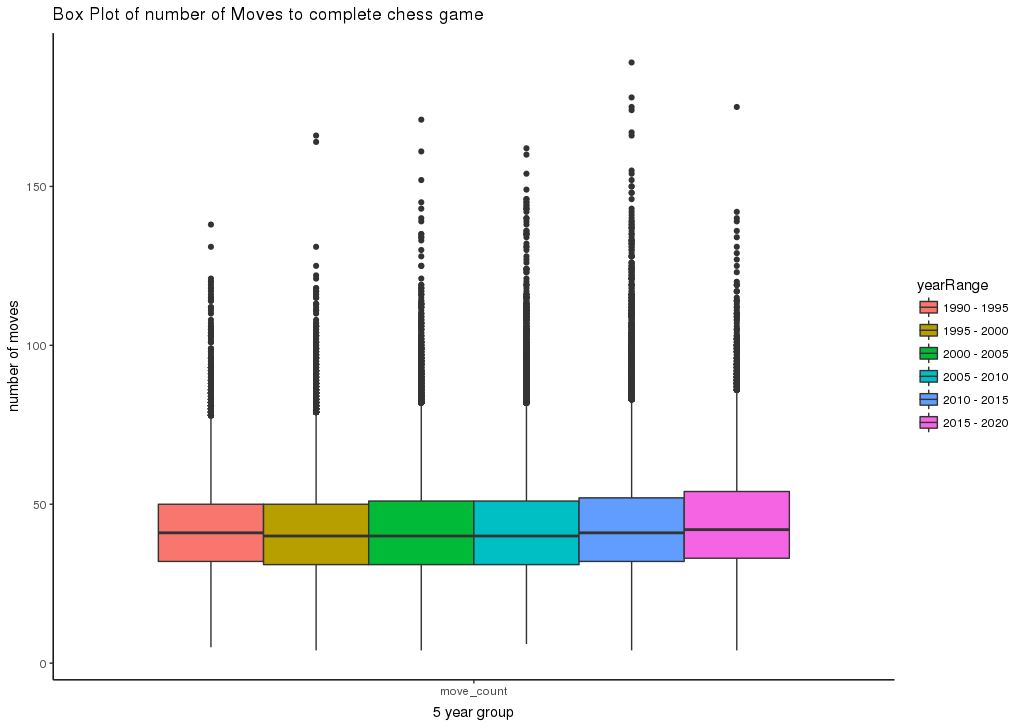 Box Plot of number of Moves to complete chess game
number of moves
150
100
50
0
move_count
5 year group
yearRange
1990 - 1995
1995 - 2000
2000 - 2005
2005 - 2010
2010 - 2015
2015 - 2020